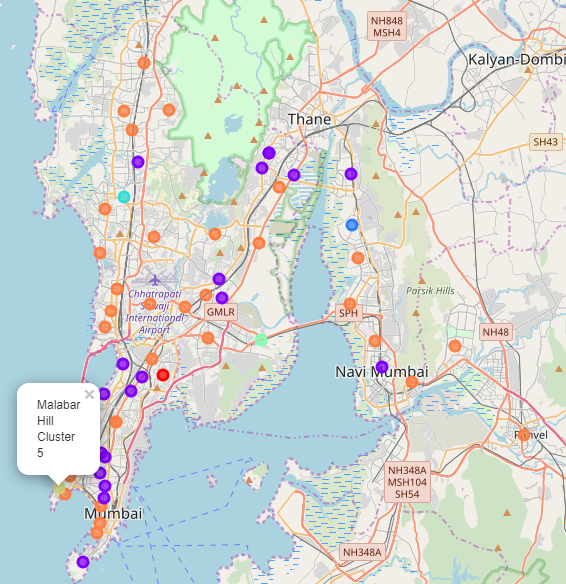 NH848
MSH4
Kalyan-Dombi
Thane
SH43
Parsik Hills
Chhatrapati
Shivaji
International
Airport
GMLR
SPH
NH48
Navi Mumbai
×
Malabar
Hill
Cluster
5
Panvel
NH348A
MSH104
SH54
Mumbai
NH348A